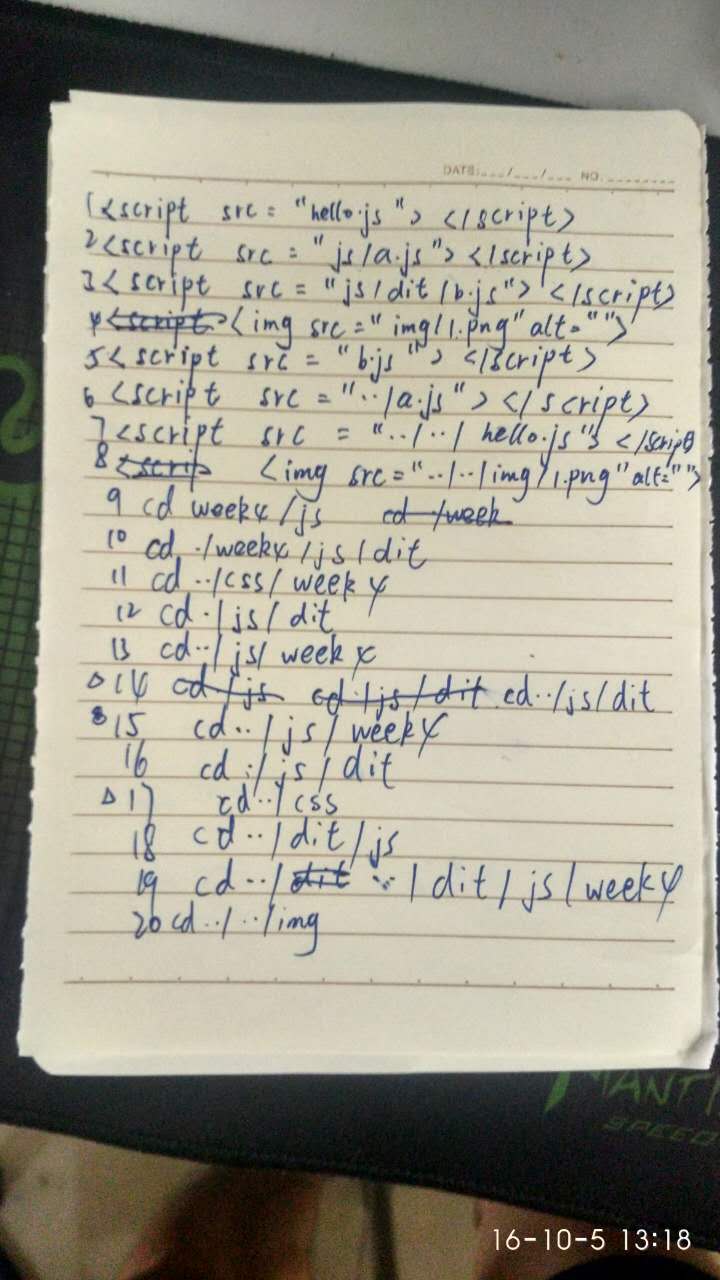 DATE:___/___/___ NO.________
1<script src = "hello.js"> </script>
2<script src = "js/a.js"> </script>
3<script src = "js/dit/b.js"> </script>
4<script> <img src="img/1.png" alt="">
5<script src = "b.js"> </script>
6<script src = "../a.js"> </script>
7<script src = "../../hello.js"> </script>
8<scrip <img src="../../img/1.png" alt="">
9 cd week4/js cd /week
10 cd ./week4/js/dit
11 cd ../css/week4
12 cd ./js/dit
13 cd ../js/week4
△14 cd /js cd ./js/dit cd ../js/dit
15 cd ../js/week4
16 cd ./js/dit
△17 cd ../css
18 cd ../dit/js
19 cd ../dit ../dit/js/week4
20 cd ../../img
MANT
SPEED
16-10-5 13:18